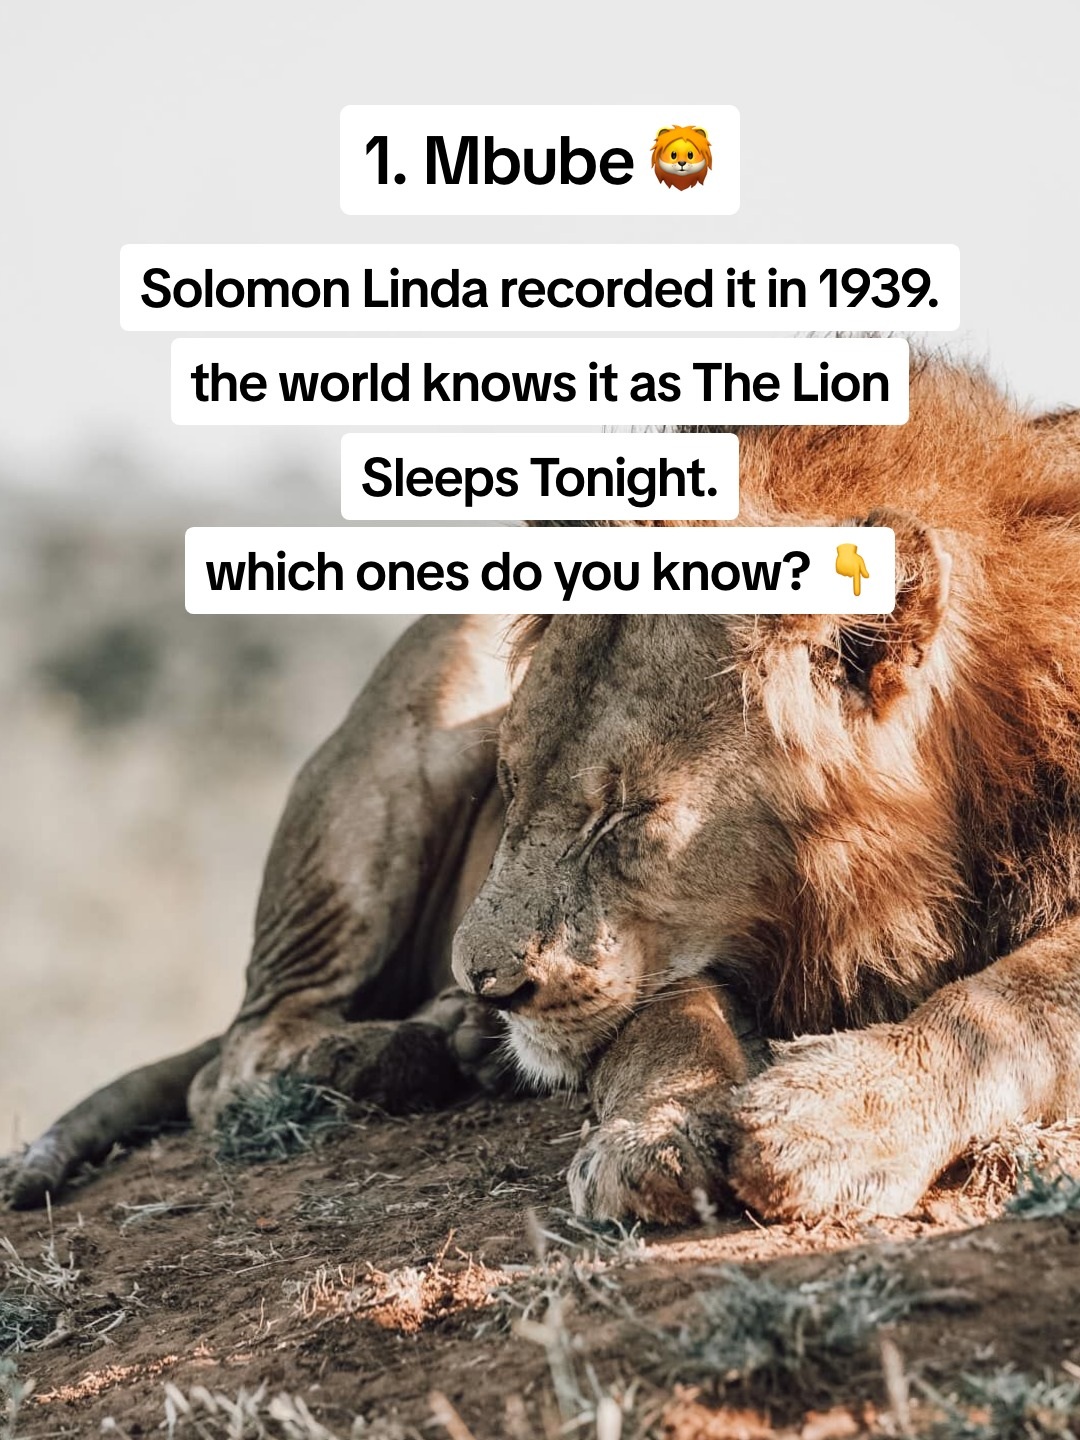 1. Mbube 🦁
Solomon Linda recorded it in 1939.
the world knows it as The Lion
Sleeps Tonight.
which ones do you know? 👇